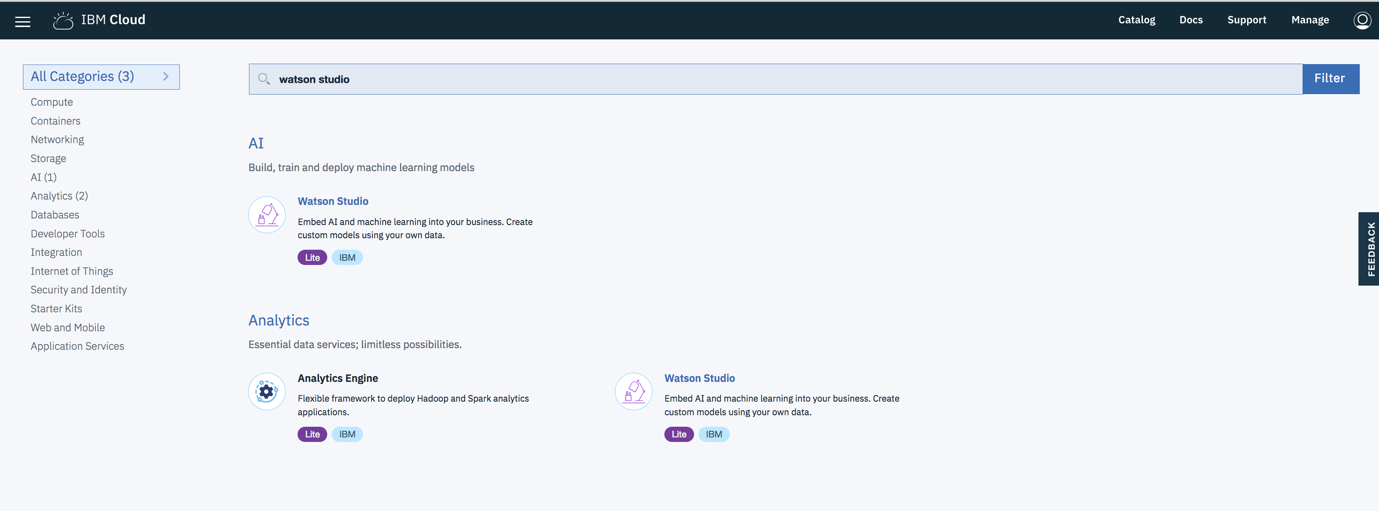 IBM Cloud
Catalog Docs Support Manage
All Categories (3)
Compute
Containers
Networking
Storage
AI (1)
Analytics (2)
Databases
Developer Tools
Integration
Internet of Things
Security and Identity
Starter Kits
Web and Mobile
Application Services
watson studio
Filter
AI
Build, train and deploy machine learning models
Watson Studio
Embed AI and machine learning into your business. Create
custom models using your own data.
Lite IBM
Analytics
Essential data services; limitless possibilities.
Analytics Engine
Flexible framework to deploy Hadoop and Spark analytics
applications.
Lite IBM
Watson Studio
Embed AI and machine learning into your business. Create
custom models using your own data.
Lite IBM
FEEDBACK